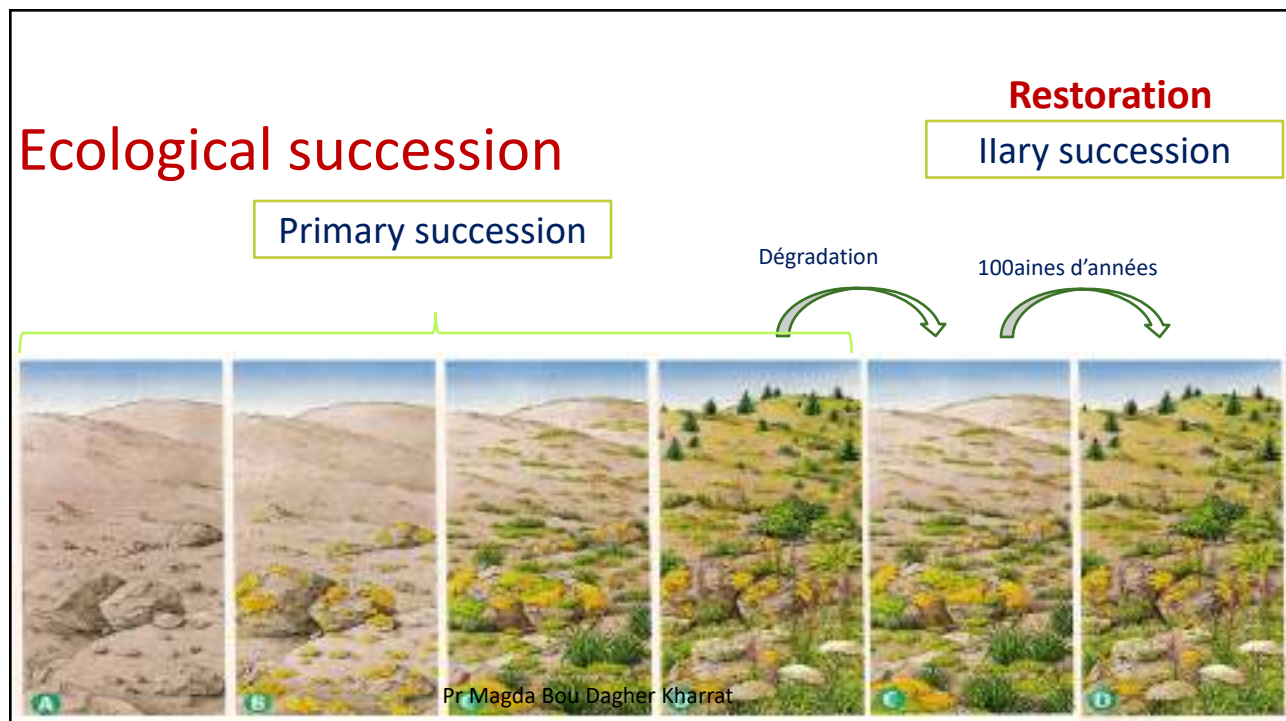 Restoration
Ecological succession
IIary succession
Primary succession
Dégradation
100aines d'années
A
B
C
D
Pr Magda Bou Dagher Kharrat